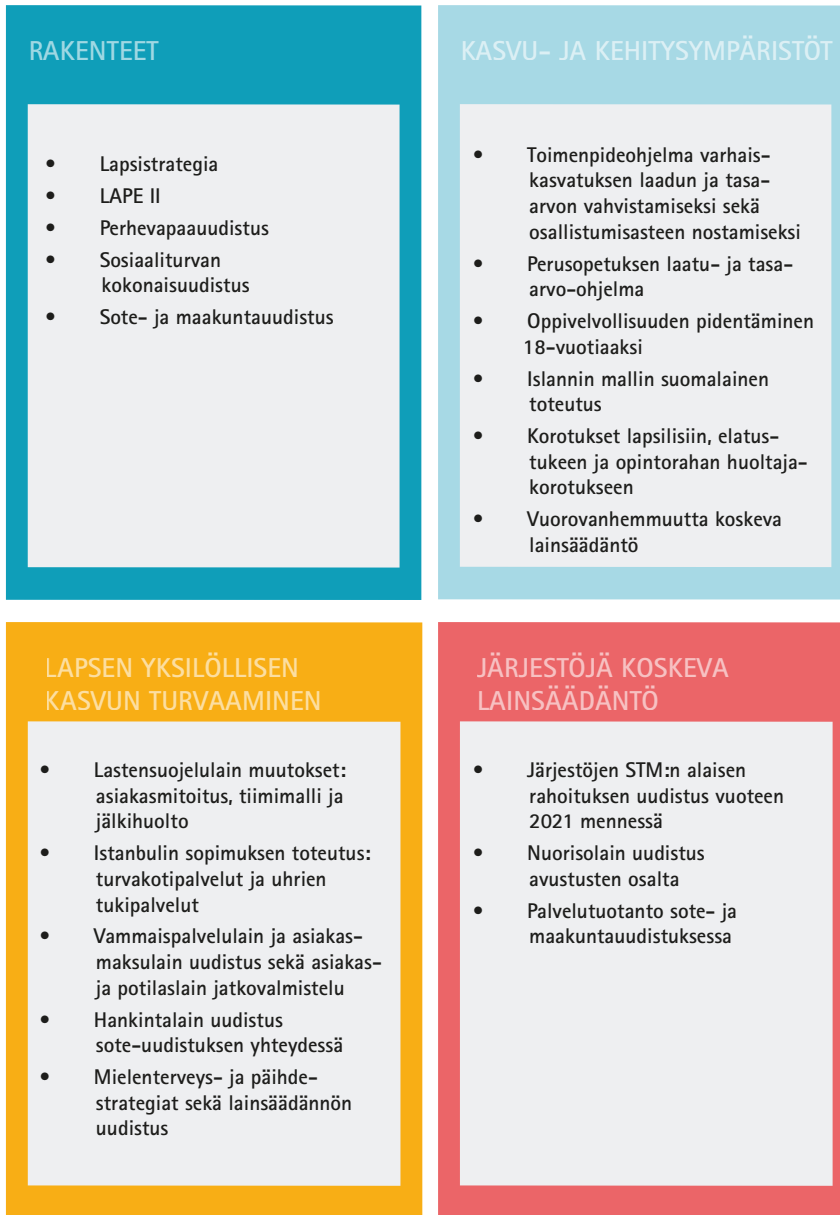 RAKENTEET
• Lapsistrategia
• LAPE II
• Perhevapaauudistus
• Sosiaaliturvan
kokonaisuudistus
• Sote- ja maakuntauudistus
KASVU- JA KEHITYSYMPÄRISTÖT
• Toimenpideohjelma varhais-
kasvatuksen laadun ja tasa-
arvon vahvistamiseksi sekä
osallistumisasteen nostamiseksi
• Perusopetuksen laatu- ja tasa-
arvo-ohjelma
• Oppivelvollisuuden pidentäminen
18-vuotiaaksi
• Islannin mallin suomalainen
toteutus
• Korotukset lapsilisiin, elatus-
tukeen ja opintorahan huoltaja-
korotukseen
• Vuorovanhemmuutta koskeva
lainsäädäntö
LAPSEN YKSILÖLLISEN
KASVUN TURVAAMINEN
• Lastensuojelulain muutokset:
asiakasmitoitus, tiimimalli ja
jälkihuolto
• Istanbulin sopimuksen toteutus:
turvakotipalvelut ja uhrien
tukipalvelut
• Vammaispalvelulain ja asiakas-
maksulain uudistus sekä asiakas-
ja potilaslain jatkovalmistelu
• Hankintalain uudistus
sote-uudistuksen yhteydessä
• Mielenterveys- ja päihde-
strategiat sekä lainsäädännön
uudistus
JÄRJESTÖJÄ KOSKEVA
LAINSÄÄDÄNTÖ
• Järjestöjen STM:n alaisen
rahoituksen uudistus vuoteen
2021 mennessä
• Nuorisolain uudistus
avustusten osalta
• Palvelutuotanto sote- ja
maakuntauudistuksessa